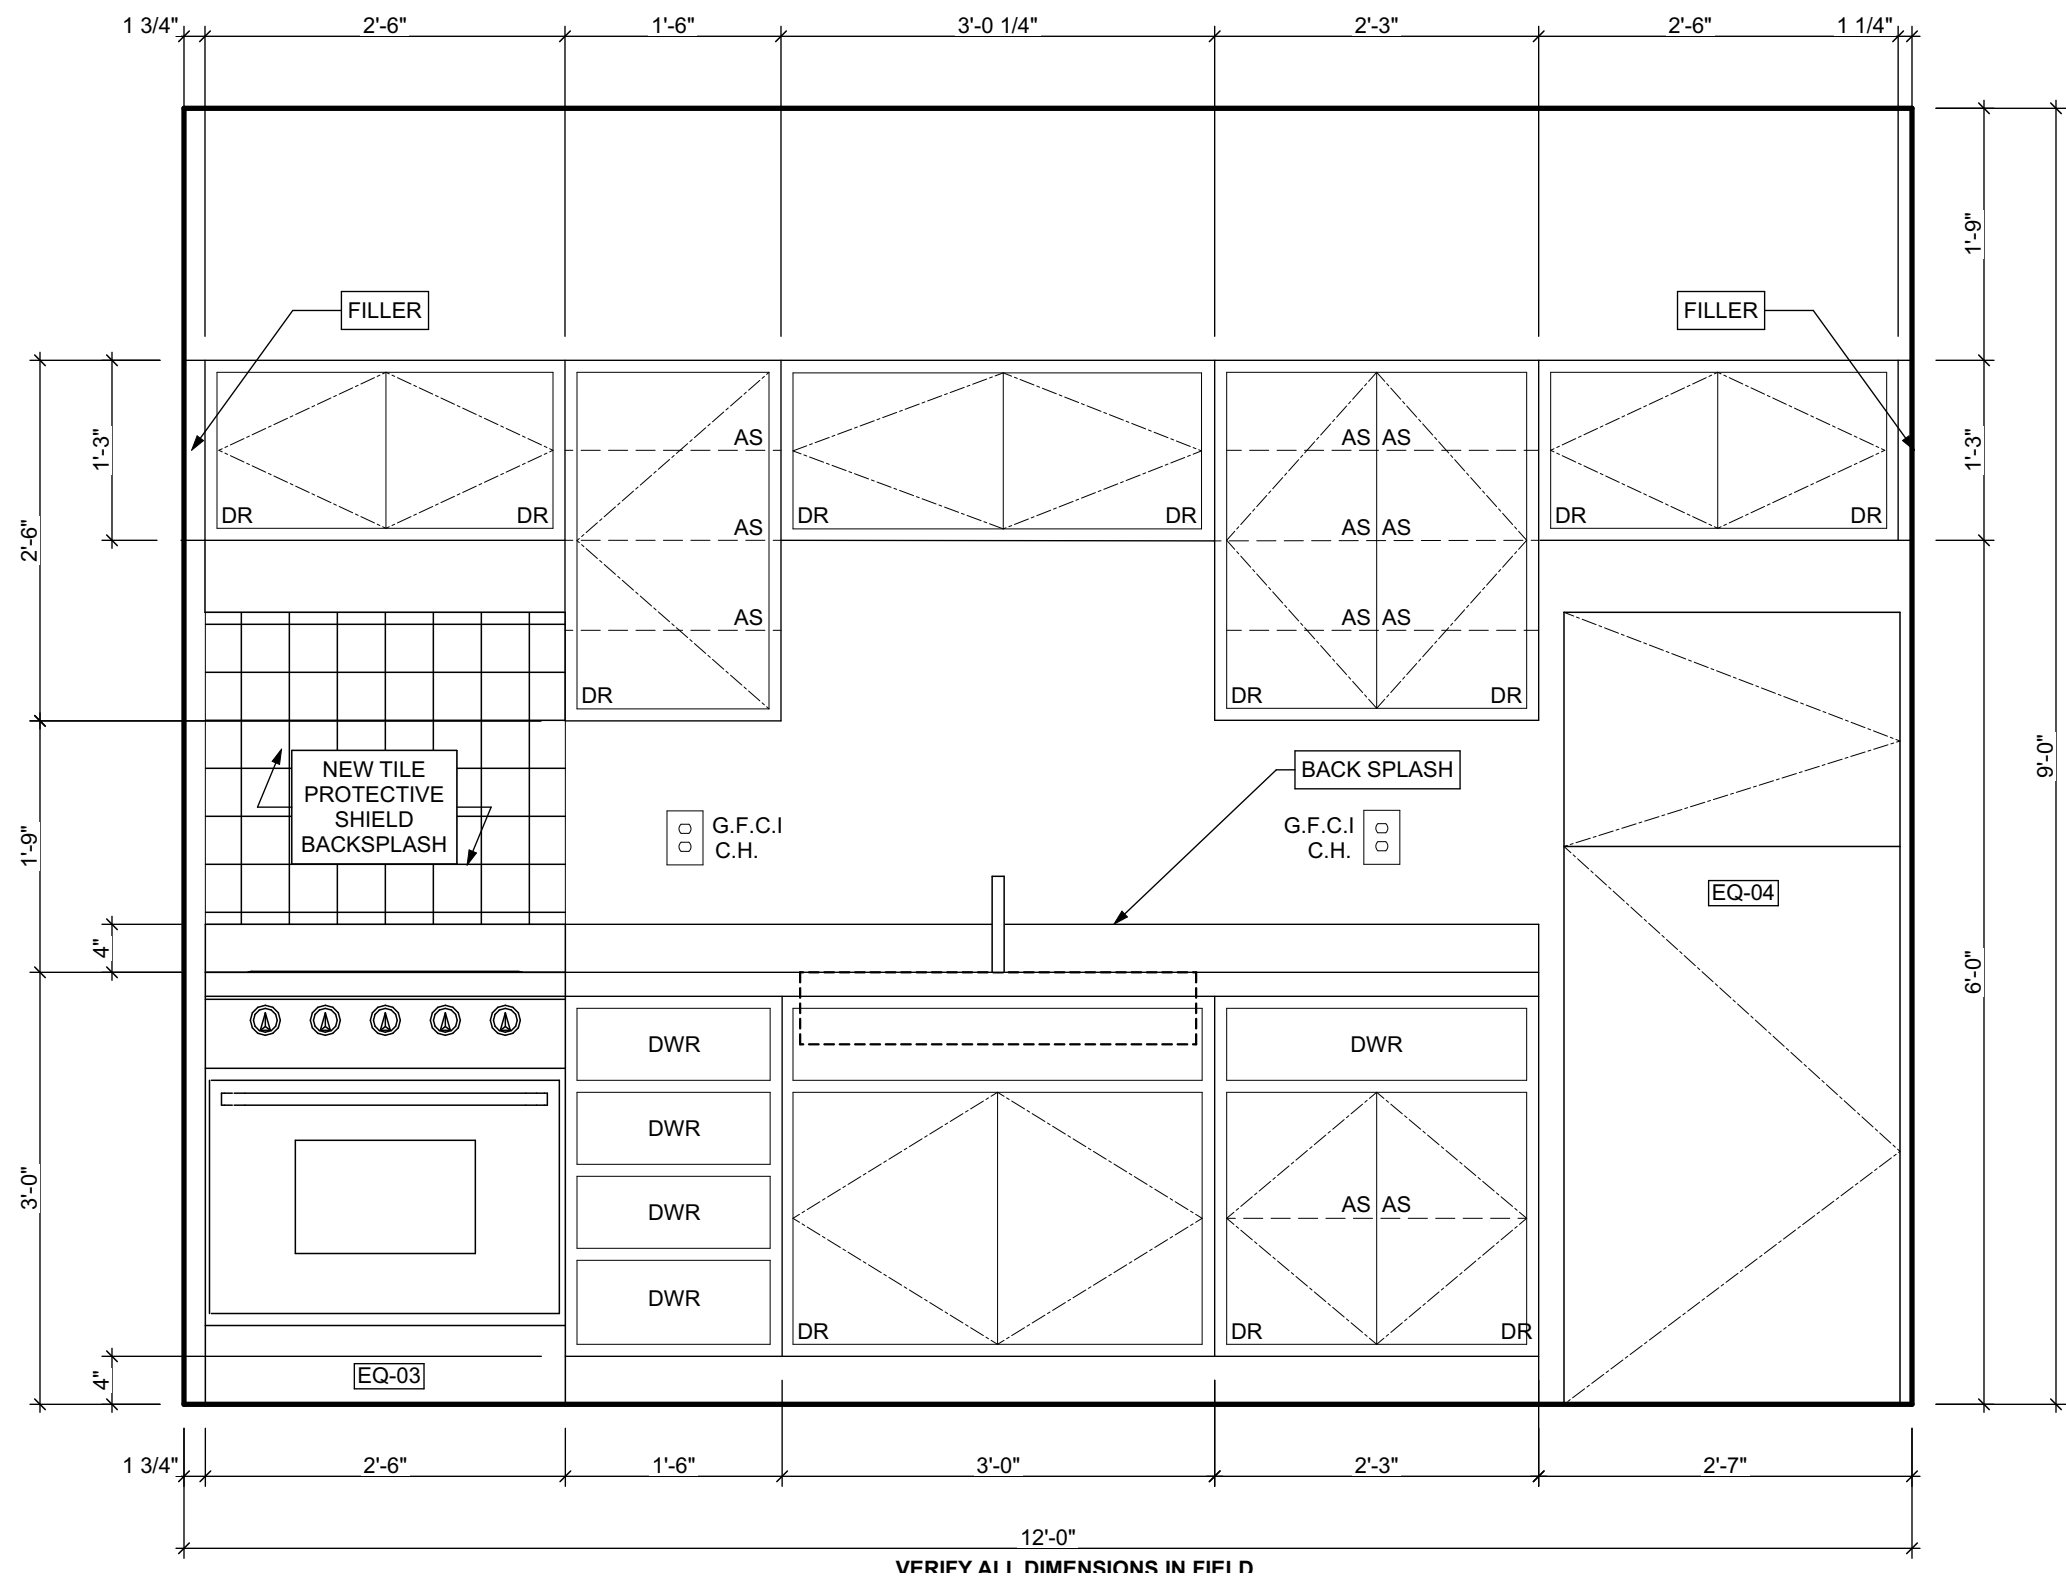 1 3/4"
2'-6"
1'-6"
3'-0 1/4"
2'-3"
2'-6"
1 1/4"
1'-9"
FILLER
FILLER
1'-3"
AS
AS AS
1'-3"
DR
DR
DR
DR
DR
DR
2'-6"
AS
AS AS
AS
AS AS
DR
DR
DR
9'-0"
NEW TILE
PROTECTIVE
SHIELD
BACKSPLASH
BACK SPLASH
1'-9"
G.F.C.I
C.H.
G.F.C.I
C.H.
EQ-04
4"
6'-0"
DWR
DWR
DWR
3'-0"
DWR
AS AS
DWR
DR
DR
DR
4"
EQ-03
1 3/4"
2'-6"
1'-6"
3'-0"
2'-3"
2'-7"
12'-0"
VERIFY ALL DIMENSIONS IN FIELD